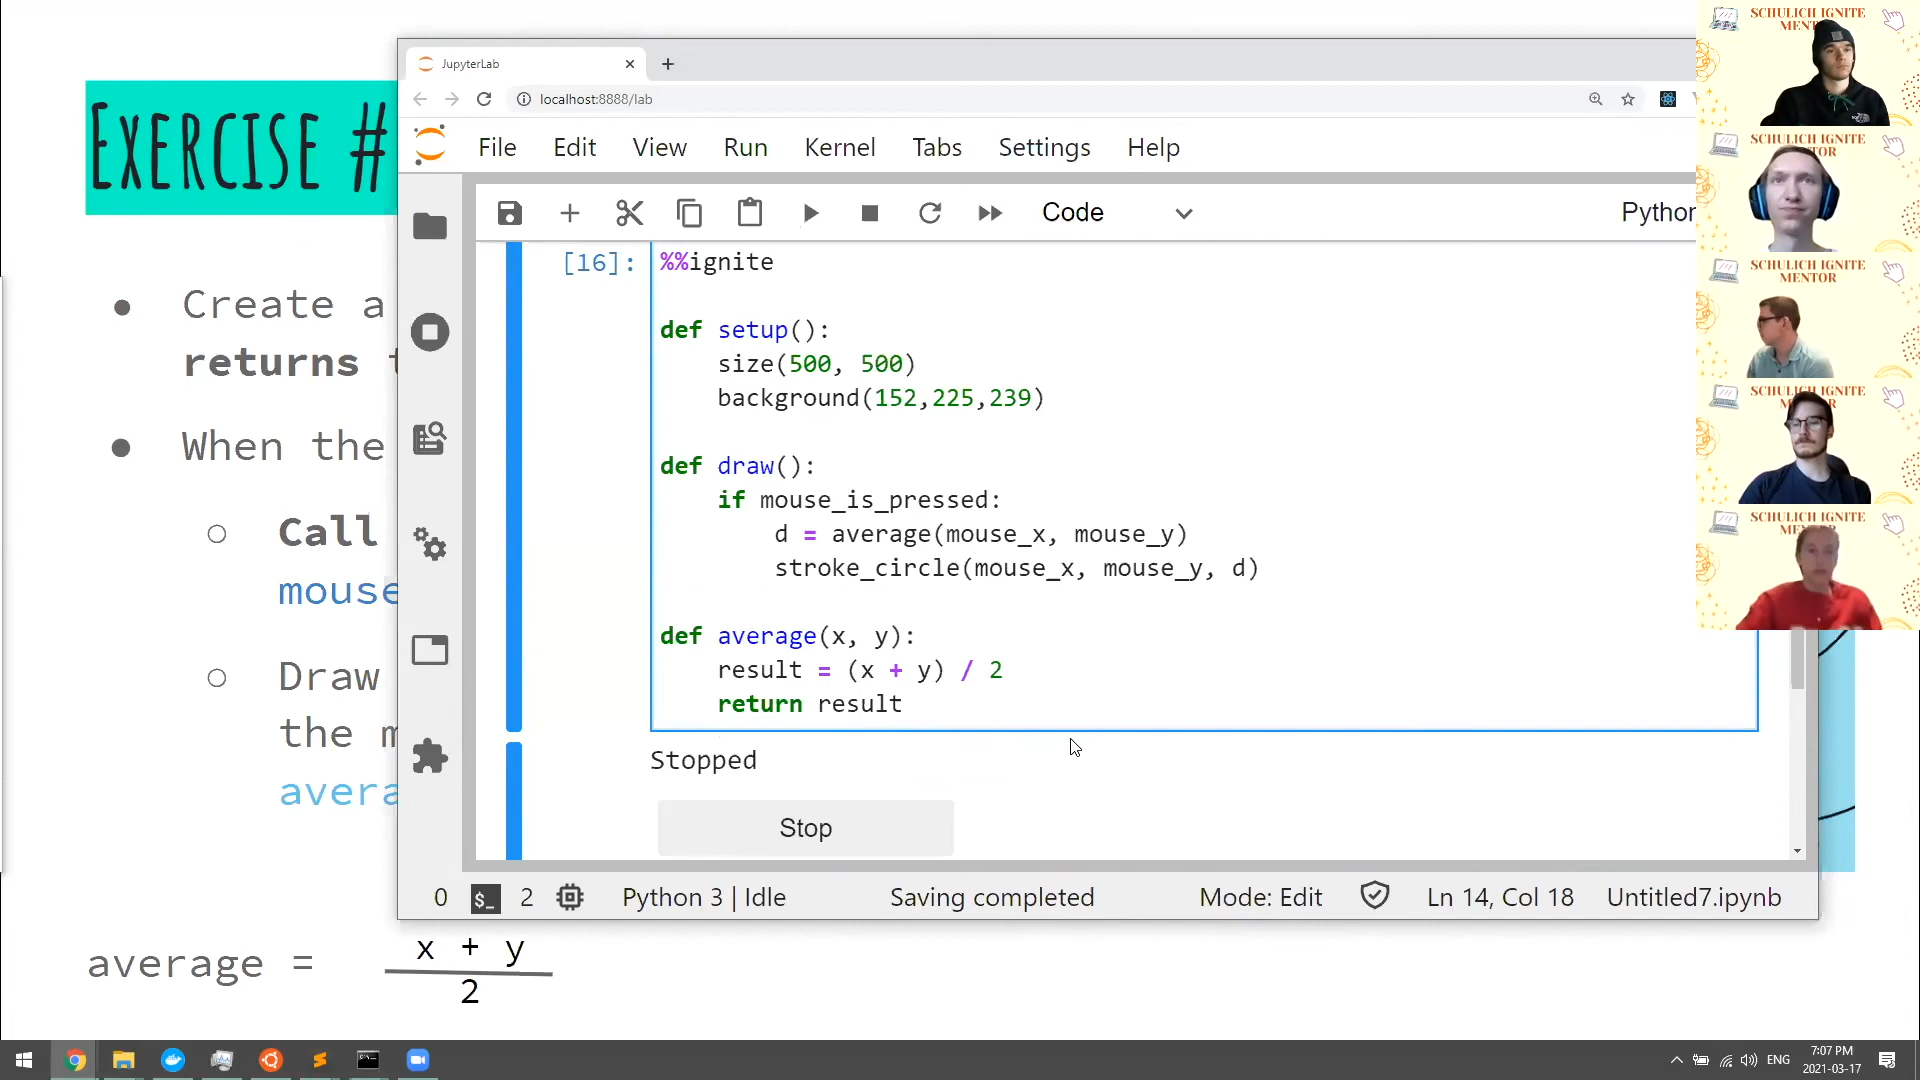 EXERCISE #
Create a
returns
When the
Call
mouse
Draw
the
avera
average = x + y
2
JupyterLab
localhost:8888/lab
File Edit View Run Kernel Tabs Settings Help
Code
Python
[16]:
%%ignite
def setup():
size(500, 500)
background(152,225,239)
def draw():
if mouse_is_pressed:
d = average(mouse_x, mouse_y)
stroke_circle(mouse_x, mouse_y, d)
def average(x, y):
result = (x + y) / 2
return result
Stopped
Stop
0 $_ 2 Python 3 | Idle Saving completed Mode: Edit Ln 14, Col 18 Untitled7.ipynb
SCHULICH IGNITE
MEN
SCHULICH IGNITE
TOR
SCHULICH IGNITE
MENTOR
SCHULICH IGNITE
M R
SCHULICH IGNITE
MENTOR
ENG
7:07 PM
2021-03-17